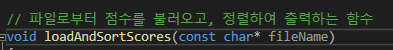 // 파일로부터 점수를 불러오고, 정렬하여 출력하는 함수
void loadAndSortScores(const char* fileName)